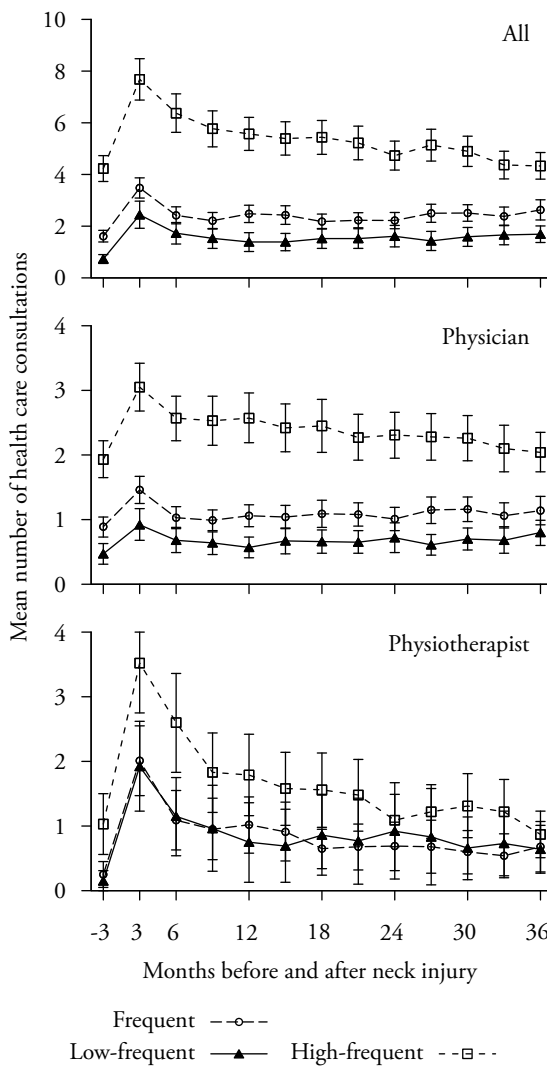 All
10
8
6
4
2
0
Physician
4
3
2
1
0
Physiotherapist
4
3
2
1
0
-3 3 6 12 18 24 30 36
Mean number of health care consultations
Months before and after neck injury
Frequent
Low-frequent High-frequent